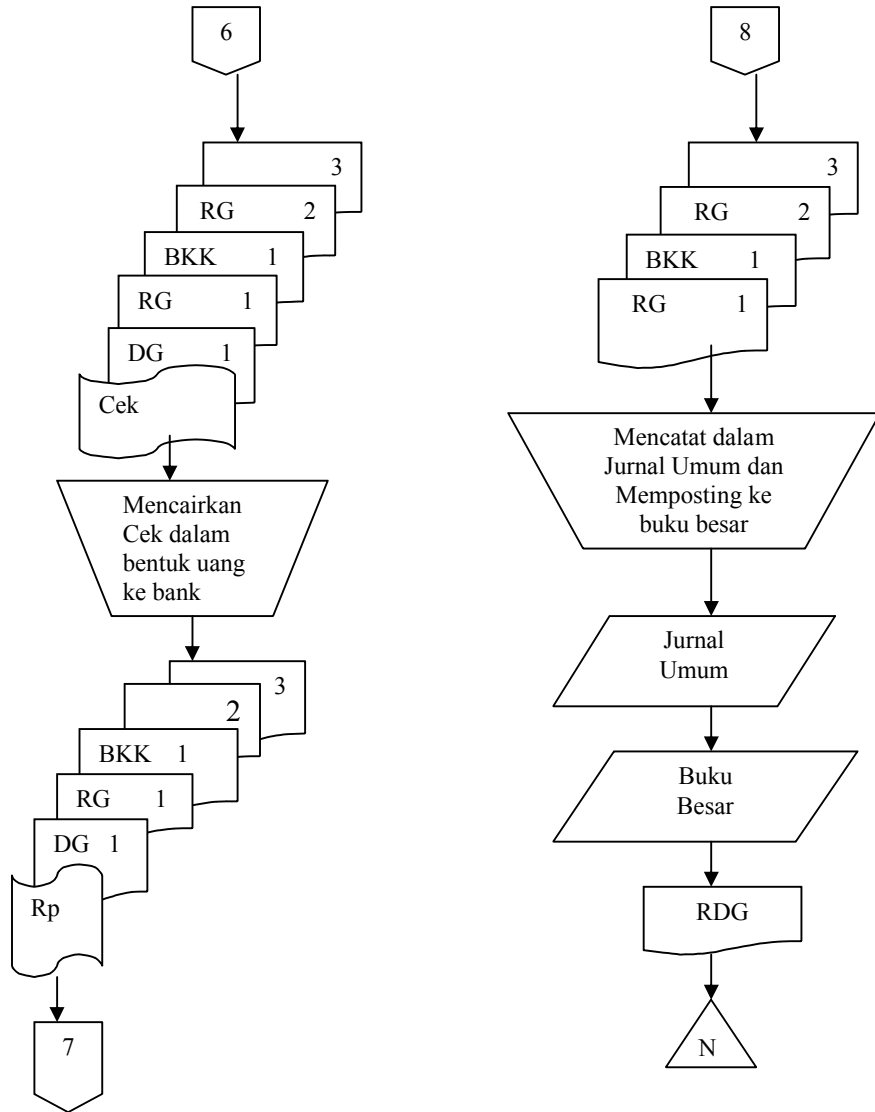 6
3
RG 2
BKK 1
RG 1
DG 1
Cek
Mencairkan
Cek dalam
bentuk uang
ke bank
3
2
BKK 1
RG 1
DG 1
Rp
7
8
3
RG 2
BKK 1
RG 1
Mencatat dalam
Jurnal Umum dan
Memposting ke
buku besar
Jurnal
Umum
Buku
Besar
RDG
N